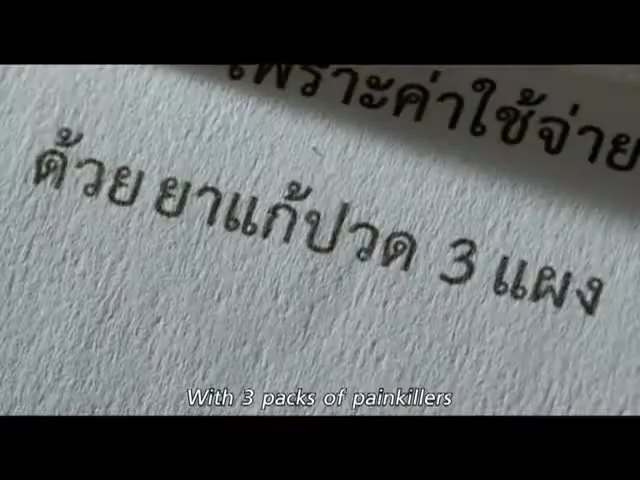 เพราะค่าใช้จ่าย
ด้วย ยาแก้ปวด 3 แผง
With 3 packs of painkillers